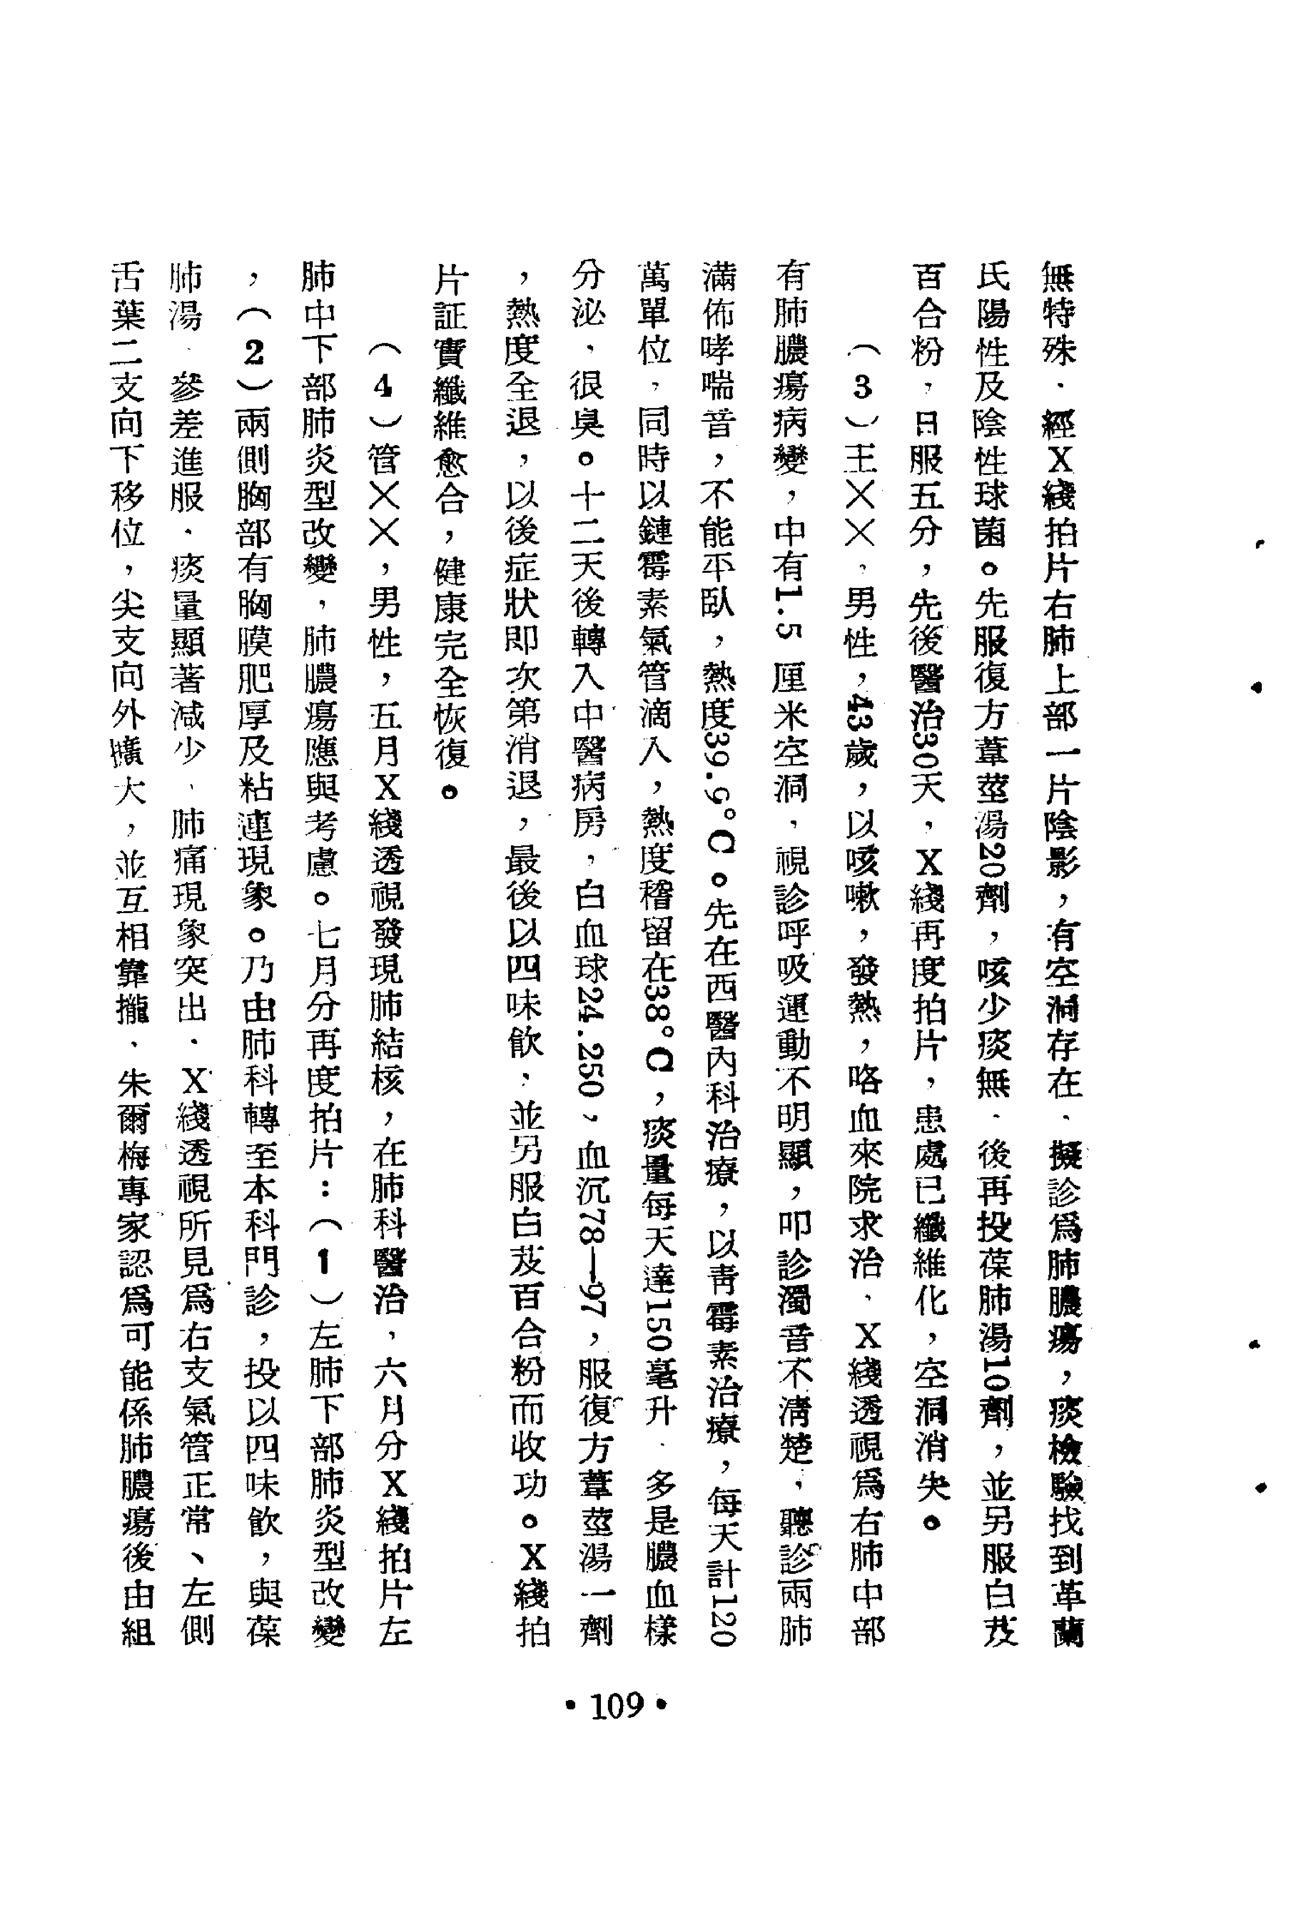 無特殊，經X綫拍片右肺上部一片陰影，有空洞存在，擬診爲肺膿瘍，痰檢驗找到革蘭
氏陽性及陰性球菌。先服復方葦莖湯20劑，咳少痰無，後再投葆肺湯10劑，並另服白芨
百合粉，日服五分，先後醫治30天，X綫再度拍片，患處已纖維化，空洞消失。
（3）王××，男性，43歲，以咳嗽，發熱，咯血來院求治，X綫透視爲右肺中部
有肺膿瘍病變，中有1.5厘米空洞，視診呼吸運動不明顯，叩診濁音不清楚，聽診兩肺
滿佈哮喘音，不能平臥，熱度39.9°C。先在西醫內科治療，以青霉素治療，每天計120
萬單位，同時以鏈霉素氣管滴入，熱度稽留在38°C，痰量每天達150毫升，多是膿血樣
分泌，很臭。十二天後轉入中醫病房，白血球24.250、血沉78—97，服復方葦莖湯一劑
，熱度全退，以後症狀即次第消退，最後以四味飲，並另服白芨百合粉而收功。X綫拍
片証實纖維愈合，健康完全恢復。
（4）管××，男性，五月X綫透視發現肺結核，在肺科醫治，六月分X綫拍片左
肺中下部肺炎型改變，肺膿瘍應與考慮。七月分再度拍片：（1）左肺下部肺炎型改變
，（2）兩側胸部有胸膜肥厚及粘連現象。乃由肺科轉至本科門診，投以四味飲，與葆
肺湯，參差進服，痰量顯著減少，肺痛現象突出，X綫透視所見爲右支氣管正常、左側
舌葉二支向下移位，尖支向外擴大，並互相靠攏，朱爾梅專家認爲可能係肺膿瘍後由組
•109•